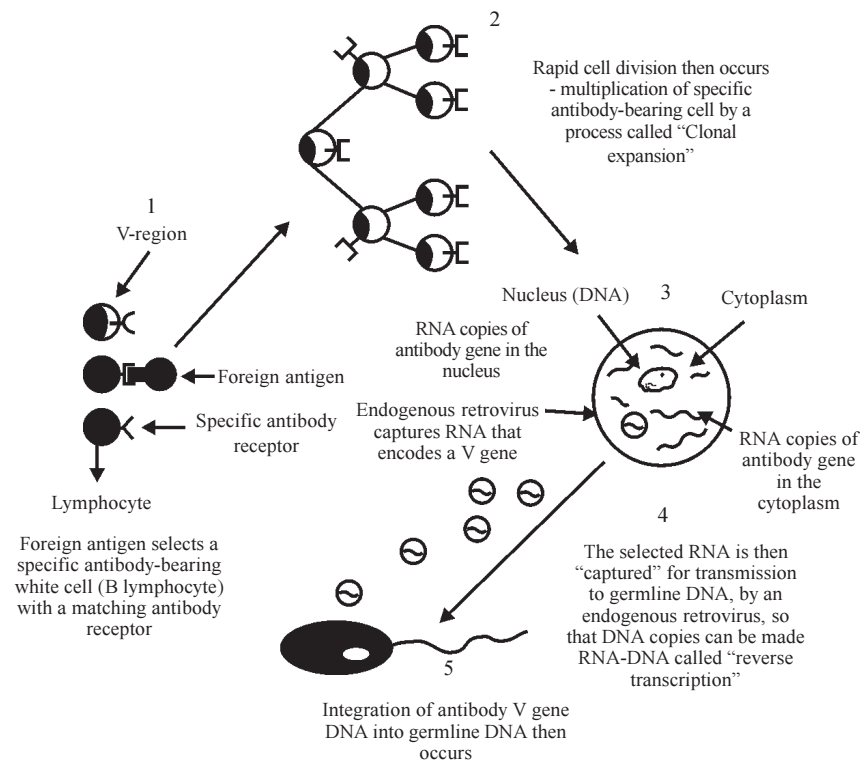 1
V-region
Foreign antigen
Specific antibody
receptor
Lymphocyte
Foreign antigen selects a
specific antibody-bearing
white cell (B lymphocyte)
with a matching antibody
receptor
2
Rapid cell division then occurs
- multiplication of specific
antibody-bearing cell by a
process called “Clonal
expansion”
Nucleus (DNA)
3
Cytoplasm
RNA copies of
antibody gene in the
nucleus
Endogenous retrovirus
captures RNA that
encodes a V gene
RNA copies of
antibody gene
in the
cytoplasm
4
The selected RNA is then
“captured” for transmission
to germline DNA, by an
endogenous retrovirus, so
that DNA copies can be made
RNA-DNA called “reverse
transcription”
5
Integration of antibody V gene
DNA into germline DNA then
occurs